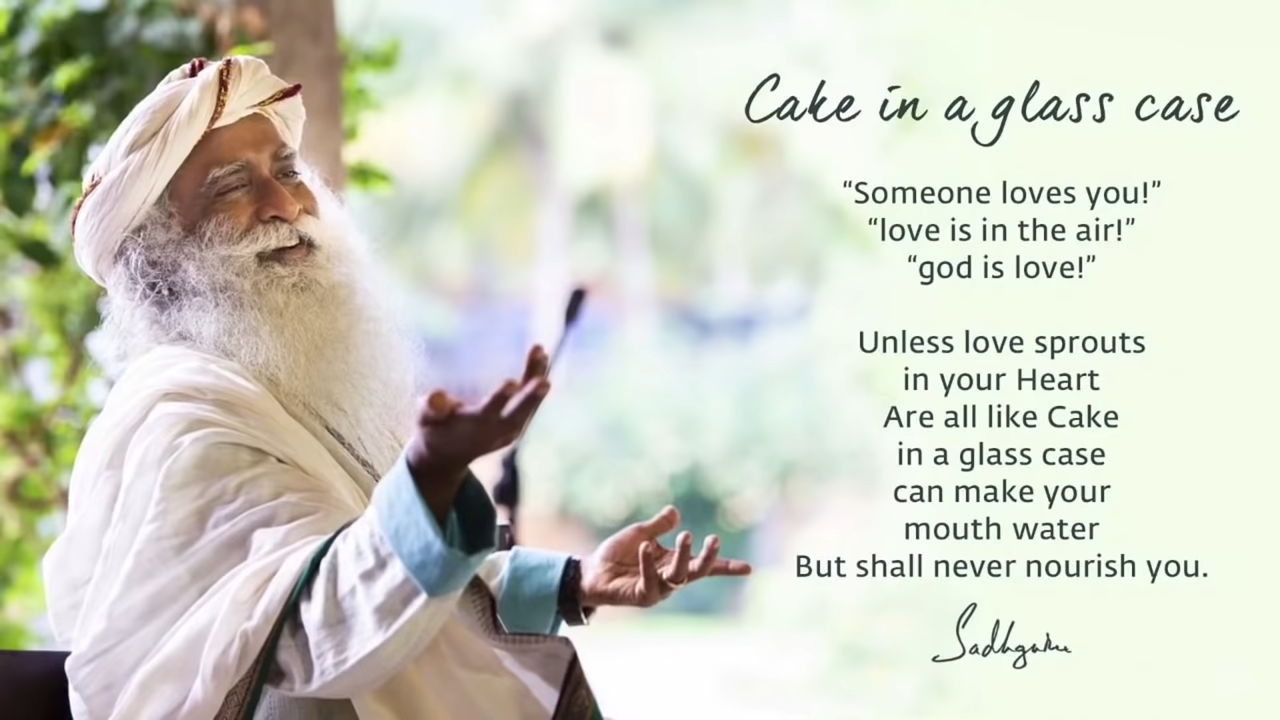 Cake in a glass case
“Someone loves you!”
“love is in the air!”
“god is love!”
Unless love sprouts
in your Heart
Are all like Cake
in a glass case
can make your
mouth water
But shall never nourish you.
Sadhguru